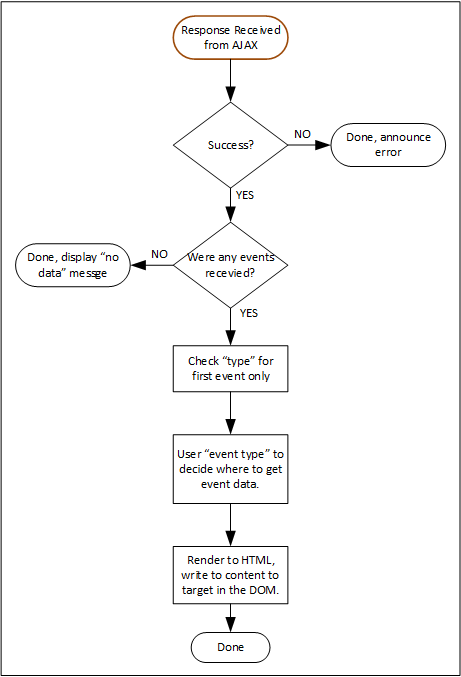 Response Received
from AJAX
Success?
NO
Done, announce
error
YES
Were any events
recevied?
NO
Done, display “no
data” messge
YES
Check “type” for
first event only
User “event type” to
decide where to get
event data.
Render to HTML,
write to content to
target in the DOM.
Done